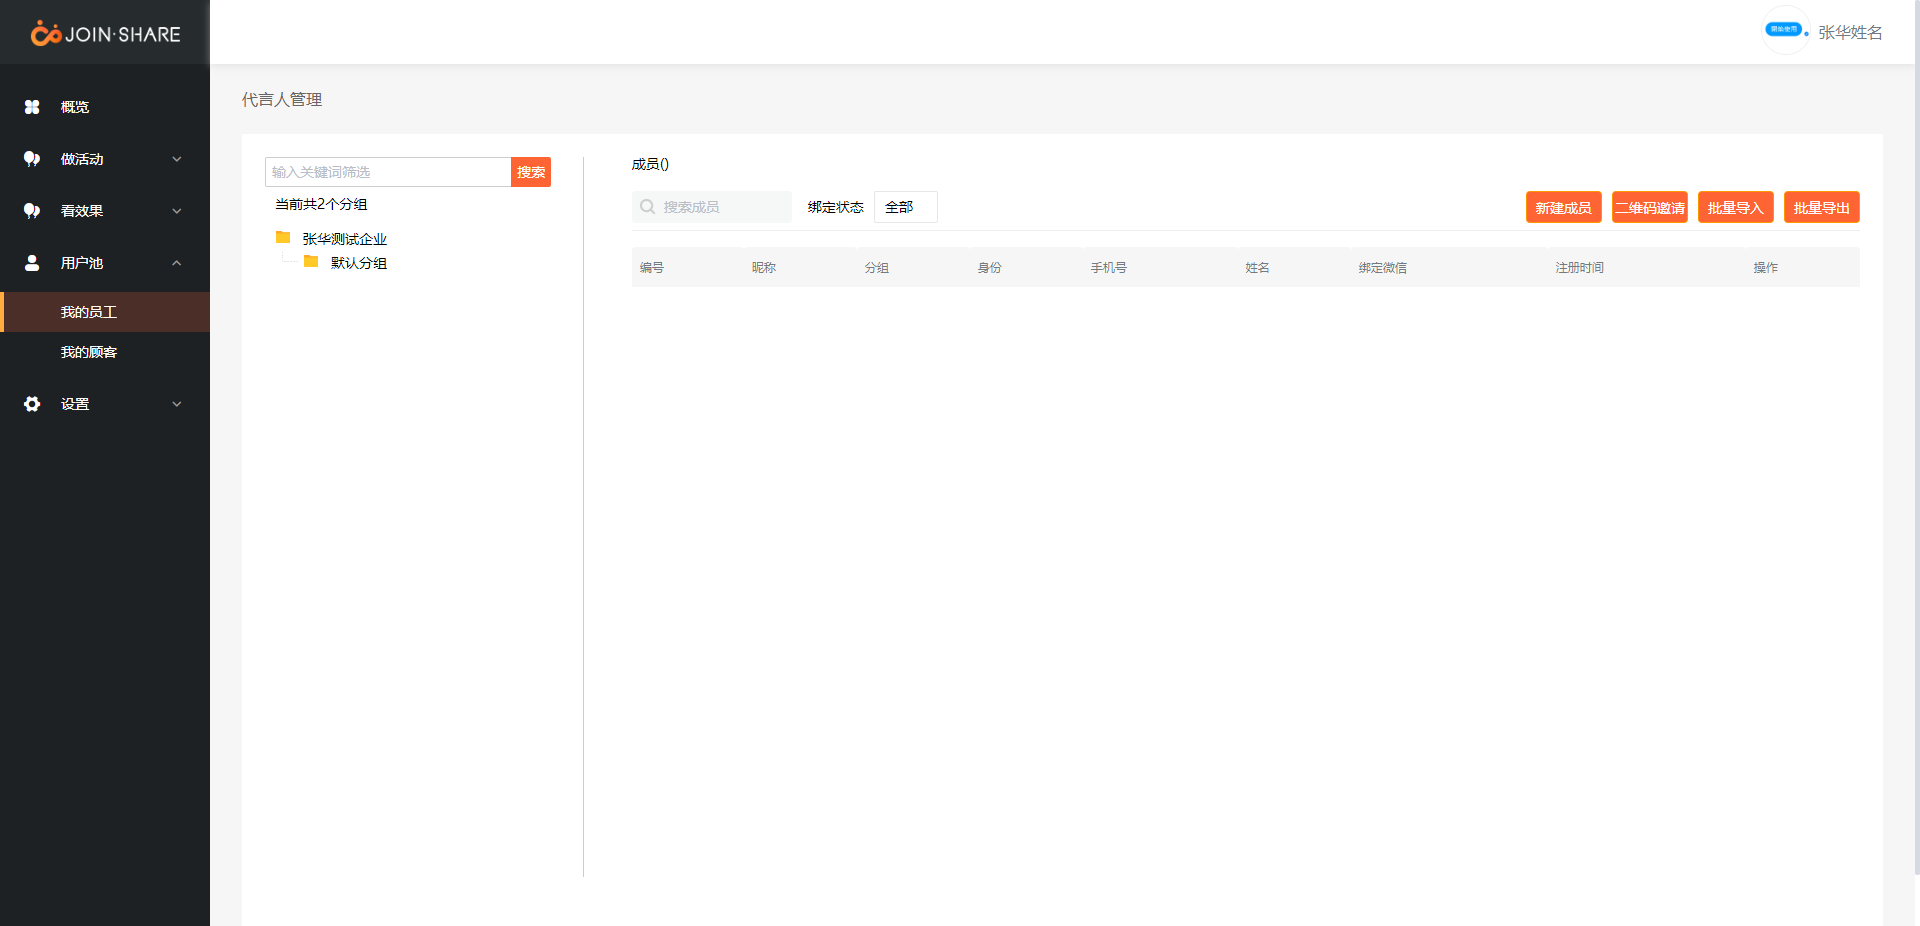 JOIN·SHARE
开始使用
张华姓名
概览
做活动
看效果
用户池
我的员工
我的顾客
设置
代言人管理
输入关键词筛选 搜索
当前共2个分组
张华测试企业
默认分组
成员()
搜索成员 绑定状态 全部 新建成员 二维码邀请 批量导入 批量导出
编号 昵称 分组 身份 手机号 姓名 绑定微信 注册时间 操作